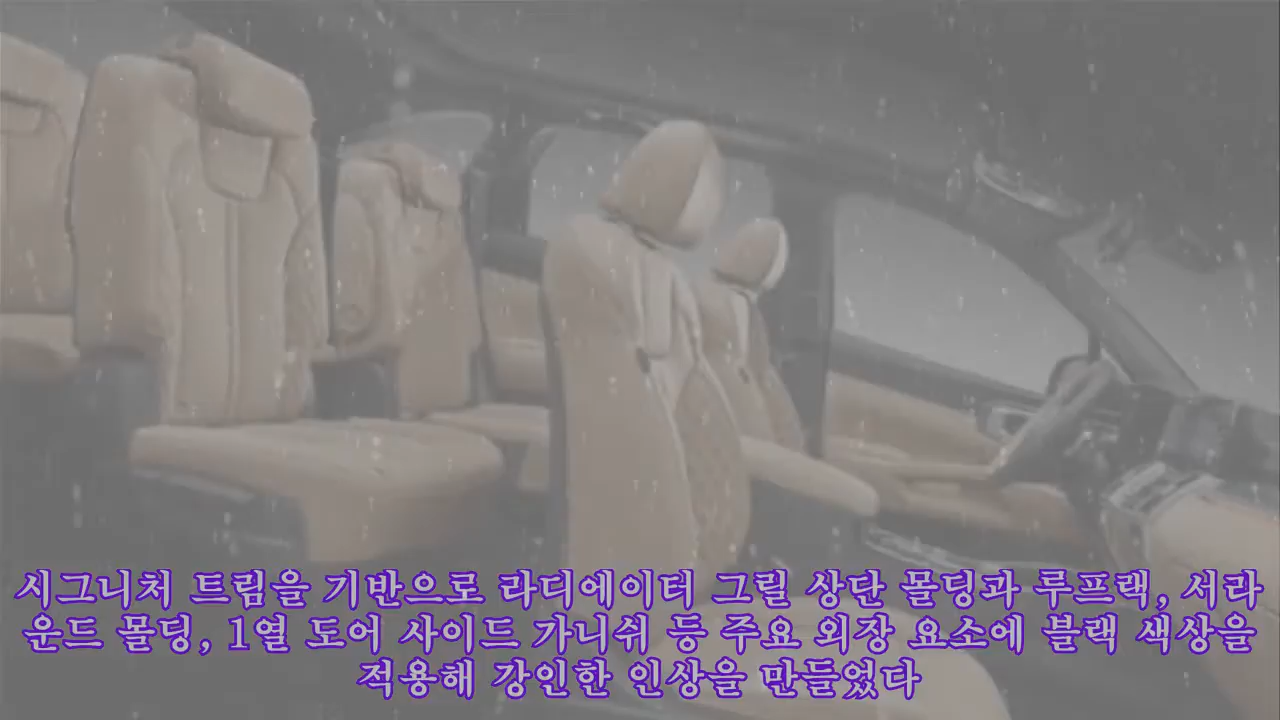 시그니처 트림을 기반으로 라디에이터 그릴 상단 몰딩과 루프랙, 서라
운드 몰딩, 1열 도어 사이드 가니쉬 등 주요 외장 요소에 블랙 색상을
적용해 강인한 인상을 만들었다